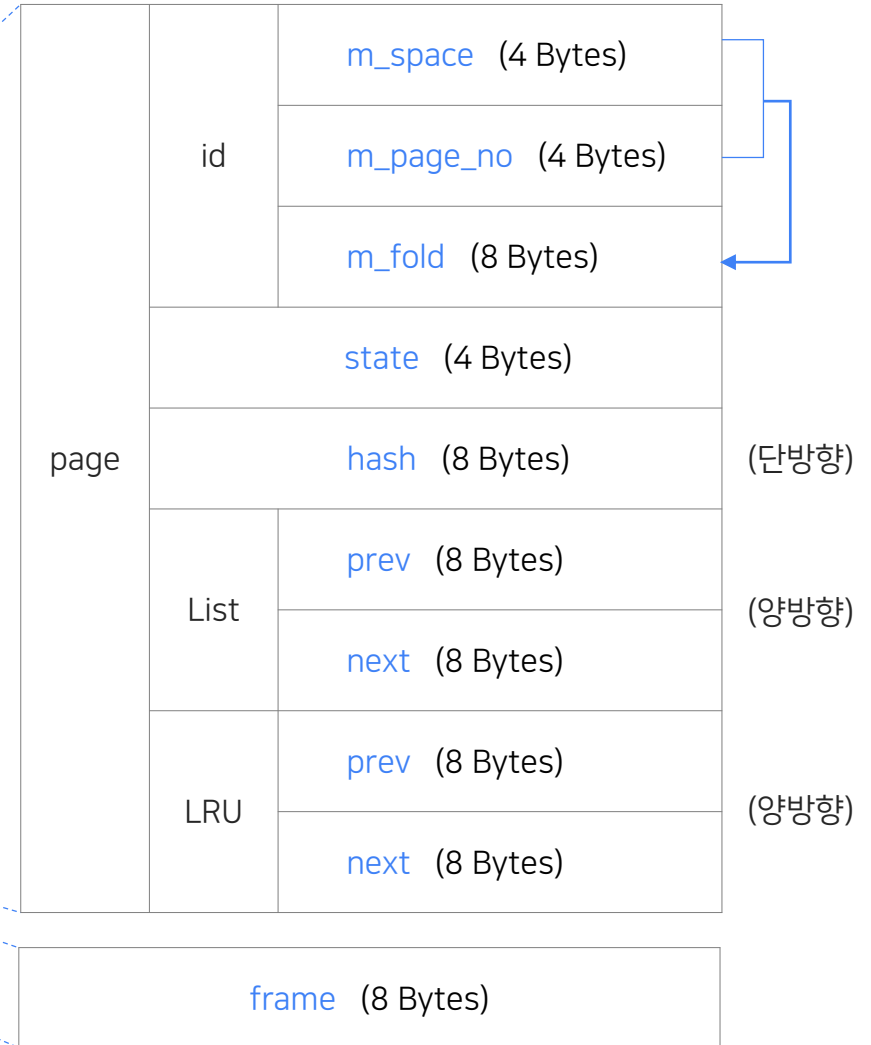 m_space (4 Bytes)
id
m_page_no (4 Bytes)
m_fold (8 Bytes)
state (4 Bytes)
page
hash (8 Bytes)
(단방향)
prev (8 Bytes)
List
(양방향)
next (8 Bytes)
prev (8 Bytes)
LRU
(양방향)
next (8 Bytes)
frame (8 Bytes)